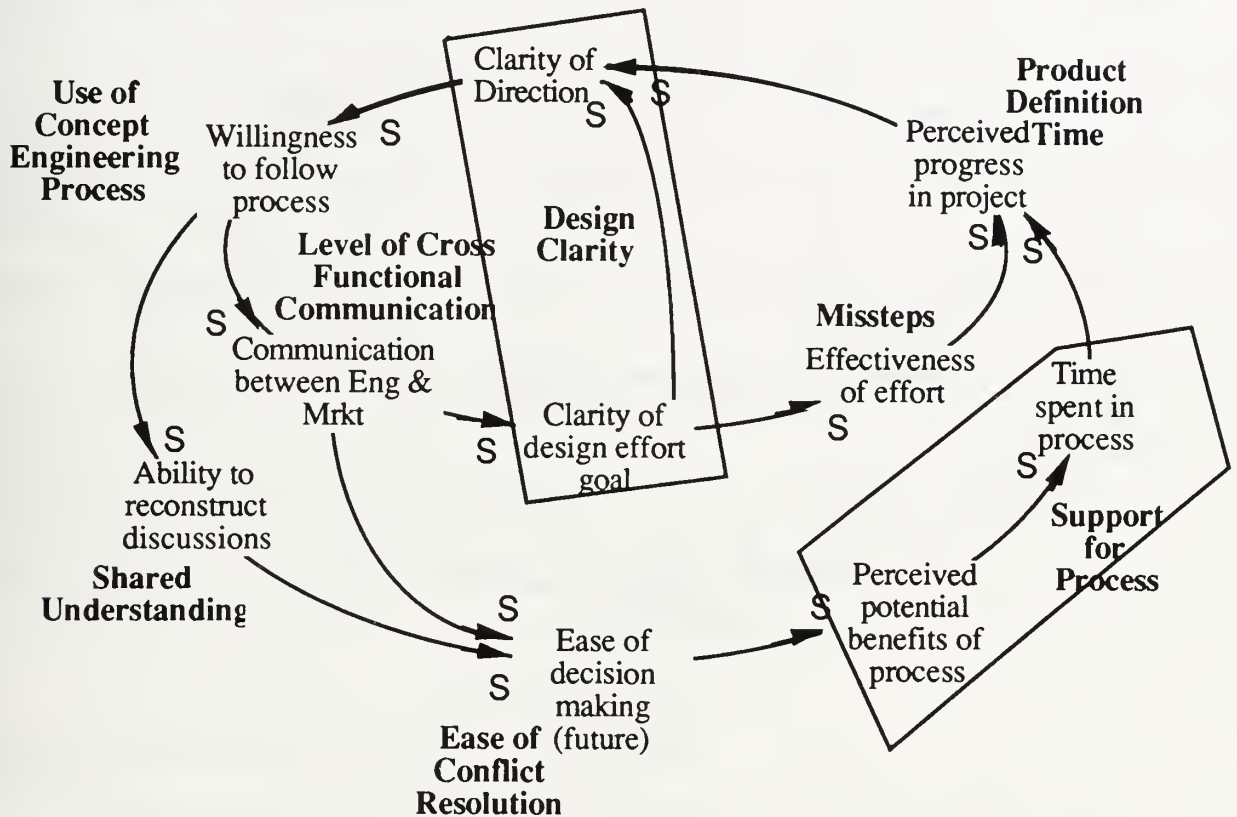 Clarity of
Direction
S
S
Product
Definition
Time
Perceived
progress
in project
S
S
Use of
Concept
Engineering
Process
Willingness
to follow
process
S
Level of Cross
Functional
Communication
Design
Clarity
S
Communication
between Eng &
Mrkt
S
Clarity of
design effort
goal
Missteps
Effectiveness
of effort
S
Time
spent in
process
S
Support
for
Process
S
Ability to
reconstruct
discussions
Shared
Understanding
S
S
Ease of
decision
making
(future)
Ease of
Conflict
Resolution
S
Perceived
potential
benefits of
process